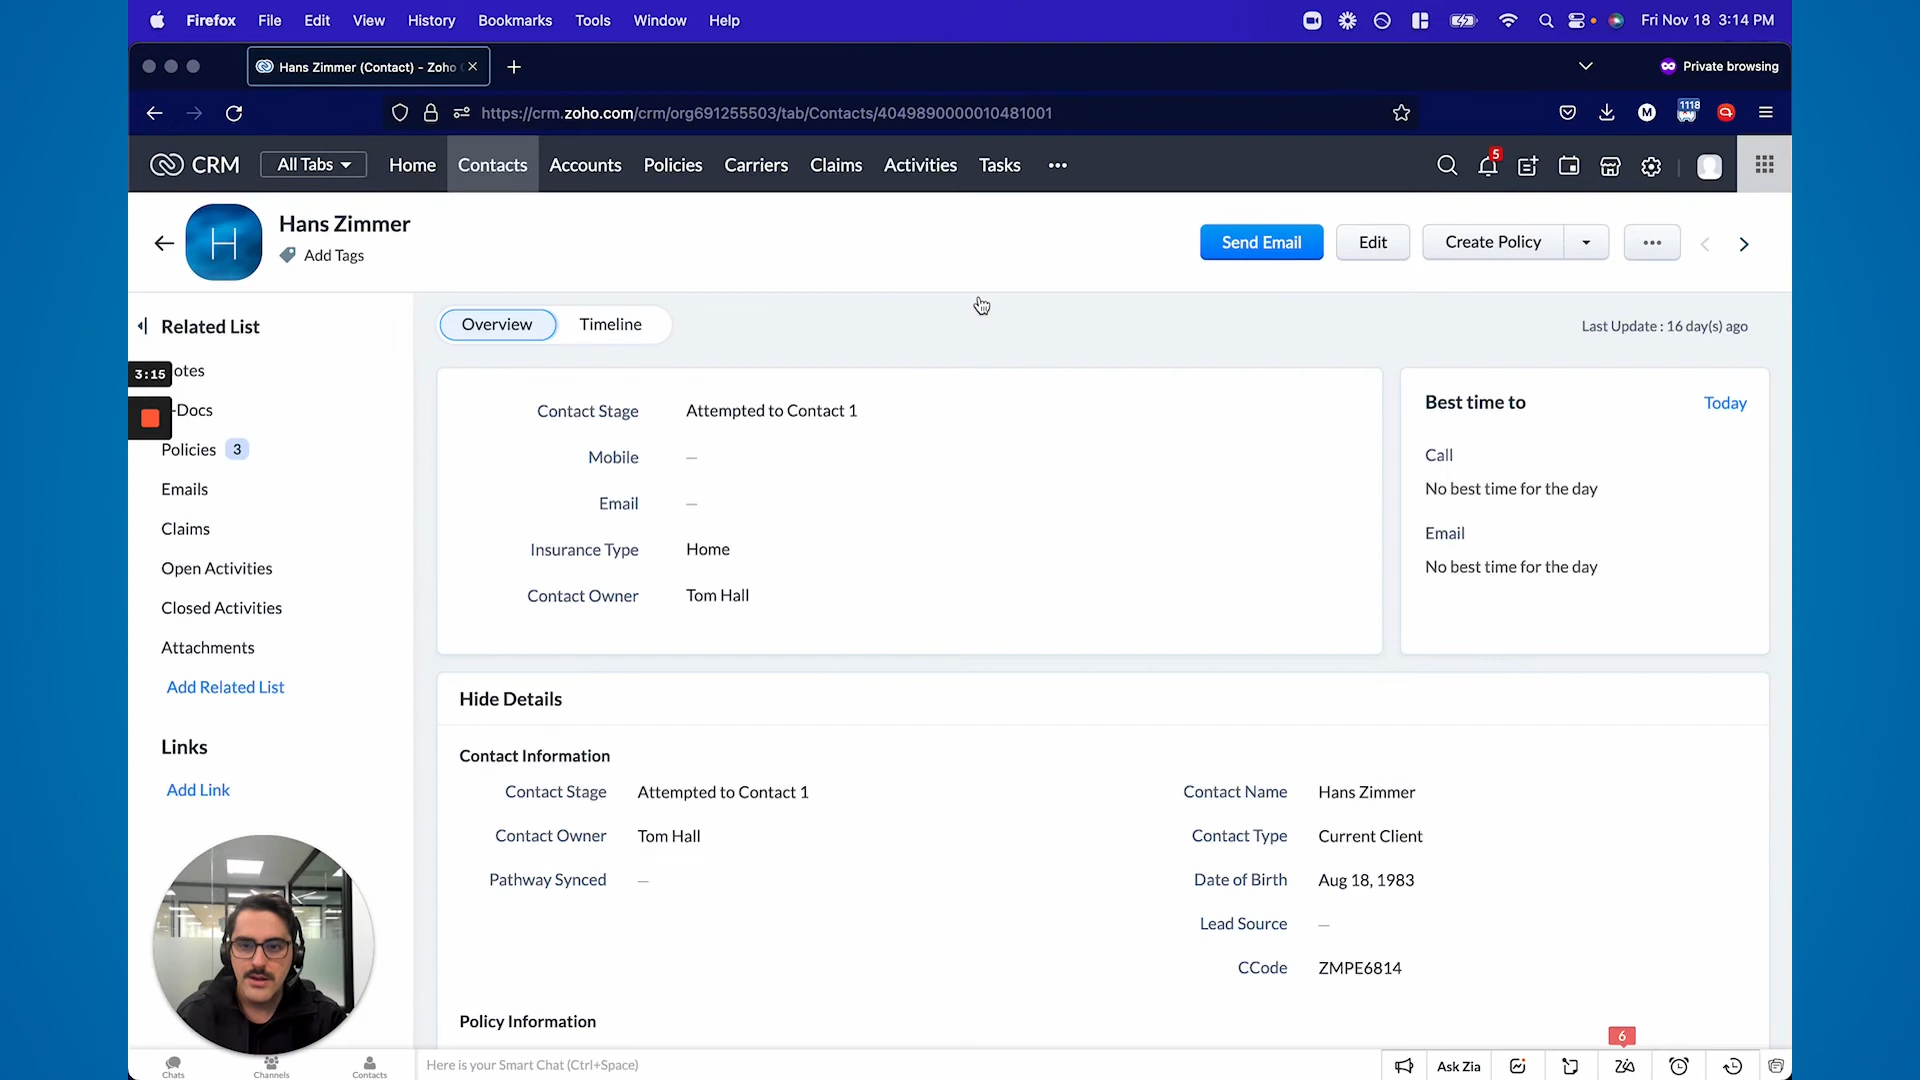 Firefox File Edit View History Bookmarks Tools Window Help Fri Nov 18 3:14 PM
Hans Zimmer (Contact) - Zoho Private browsing
https://crm.zoho.com/crm/org691255503/tab/Contacts/4049890000010481001 M 1118
CRM All Tabs Home Contacts Accounts Policies Carriers Claims Activities Tasks ••• 5
H
Hans Zimmer
Add Tags
Send Email Edit Create Policy •••
Related List
Overview Timeline
Last Update : 16 day(s) ago
3:15
otes
-Docs
Policies 3
Emails
Claims
Open Activities
Closed Activities
Attachments
Add Related List
Links
Add Link
Contact Stage Attempted to Contact 1
Mobile —
Email —
Insurance Type Home
Contact Owner Tom Hall
Best time to Today
Call
No best time for the day
Email
No best time for the day
Hide Details
Contact Information
Contact Stage Attempted to Contact 1
Contact Owner Tom Hall
Pathway Synced —
Contact Name Hans Zimmer
Contact Type Current Client
Date of Birth Aug 18, 1983
Lead Source —
CCode ZMPE6814
Policy Information
6
Chats Channels Contacts
Here is your Smart Chat (Ctrl+Space)
Ask Zia